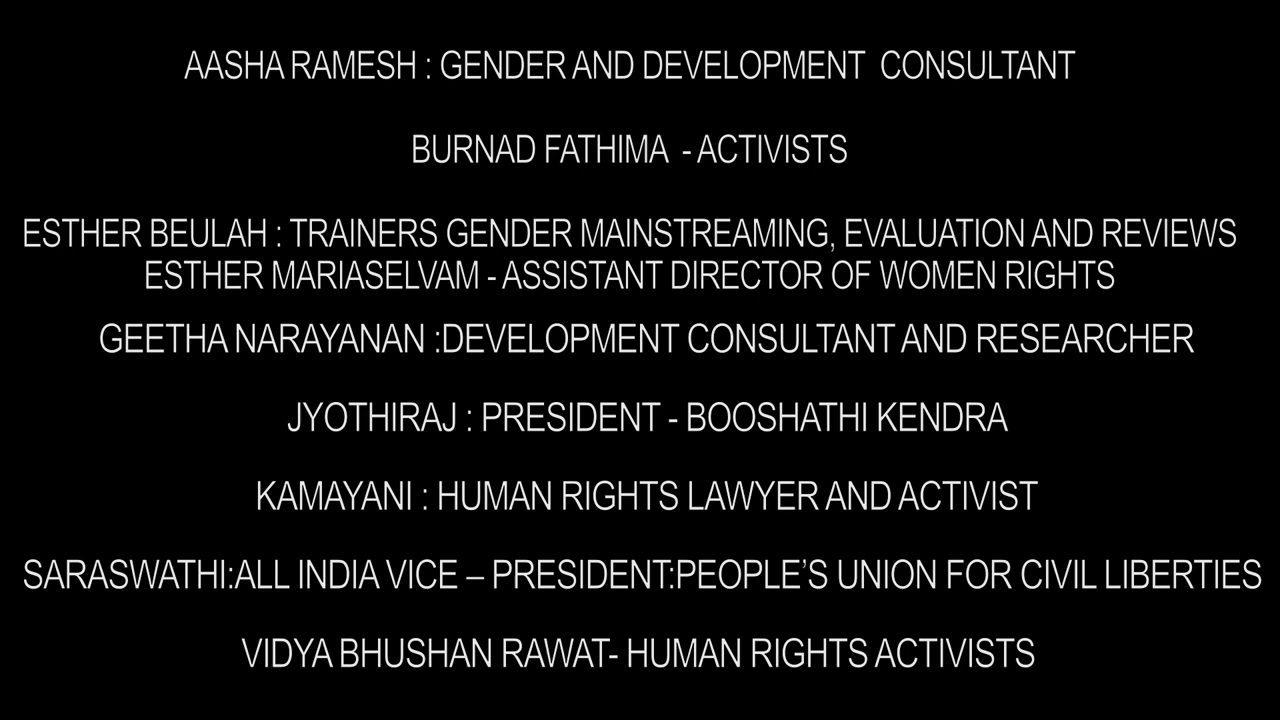 AASHA RAMESH : GENDER AND DEVELOPMENT CONSULTANT
BURNAD FATHIMA - ACTIVISTS
ESTHER BEULAH : TRAINERS GENDER MAINSTREAMING, EVALUATION AND REVIEWS
ESTHER MARIASELVAM - ASSISTANT DIRECTOR OF WOMEN RIGHTS
GEETHA NARAYANAN :DEVELOPMENT CONSULTANT AND RESEARCHER
JYOTHIRAJ : PRESIDENT - BOOSHATHI KENDRA
KAMAYANI : HUMAN RIGHTS LAWYER AND ACTIVIST
SARASWATHI:ALL INDIA VICE – PRESIDENT:PEOPLE’S UNION FOR CIVIL LIBERTIES
VIDYA BHUSHAN RAWAT- HUMAN RIGHTS ACTIVISTS